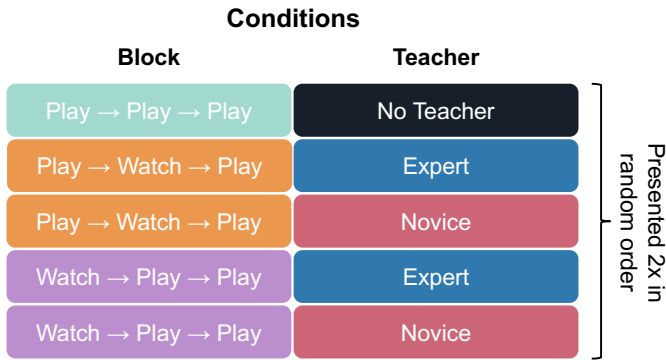 Conditions
Block Teacher
Play → Play → Play No Teacher
Play → Watch → Play Expert
Play → Watch → Play Novice
Watch → Play → Play Expert
Watch → Play → Play Novice
Presented 2x in
random order